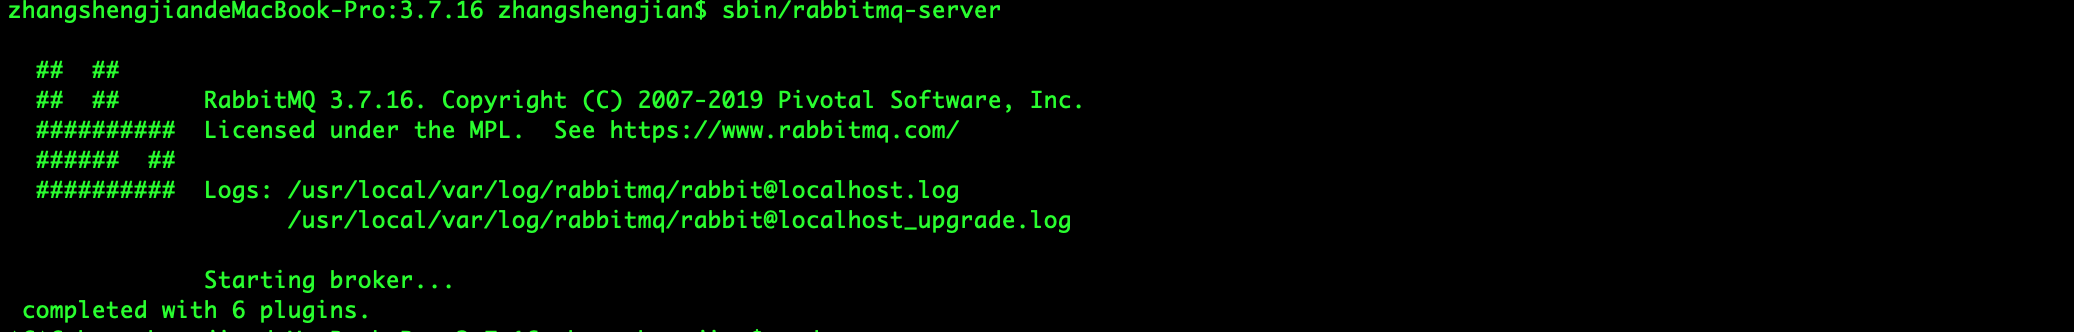 zhangshengjiandeMacBook-Pro:3.7.16 zhangshengjian$ sbin/rabbitmq-server
##  ##
##  ##      RabbitMQ 3.7.16. Copyright (C) 2007-2019 Pivotal Software, Inc.
##########  Licensed under the MPL.  See https://www.rabbitmq.com/
######  ##
##########  Logs: /usr/local/var/log/rabbitmq/rabbit@localhost.log
/usr/local/var/log/rabbitmq/rabbit@localhost_upgrade.log
Starting broker...
completed with 6 plugins.